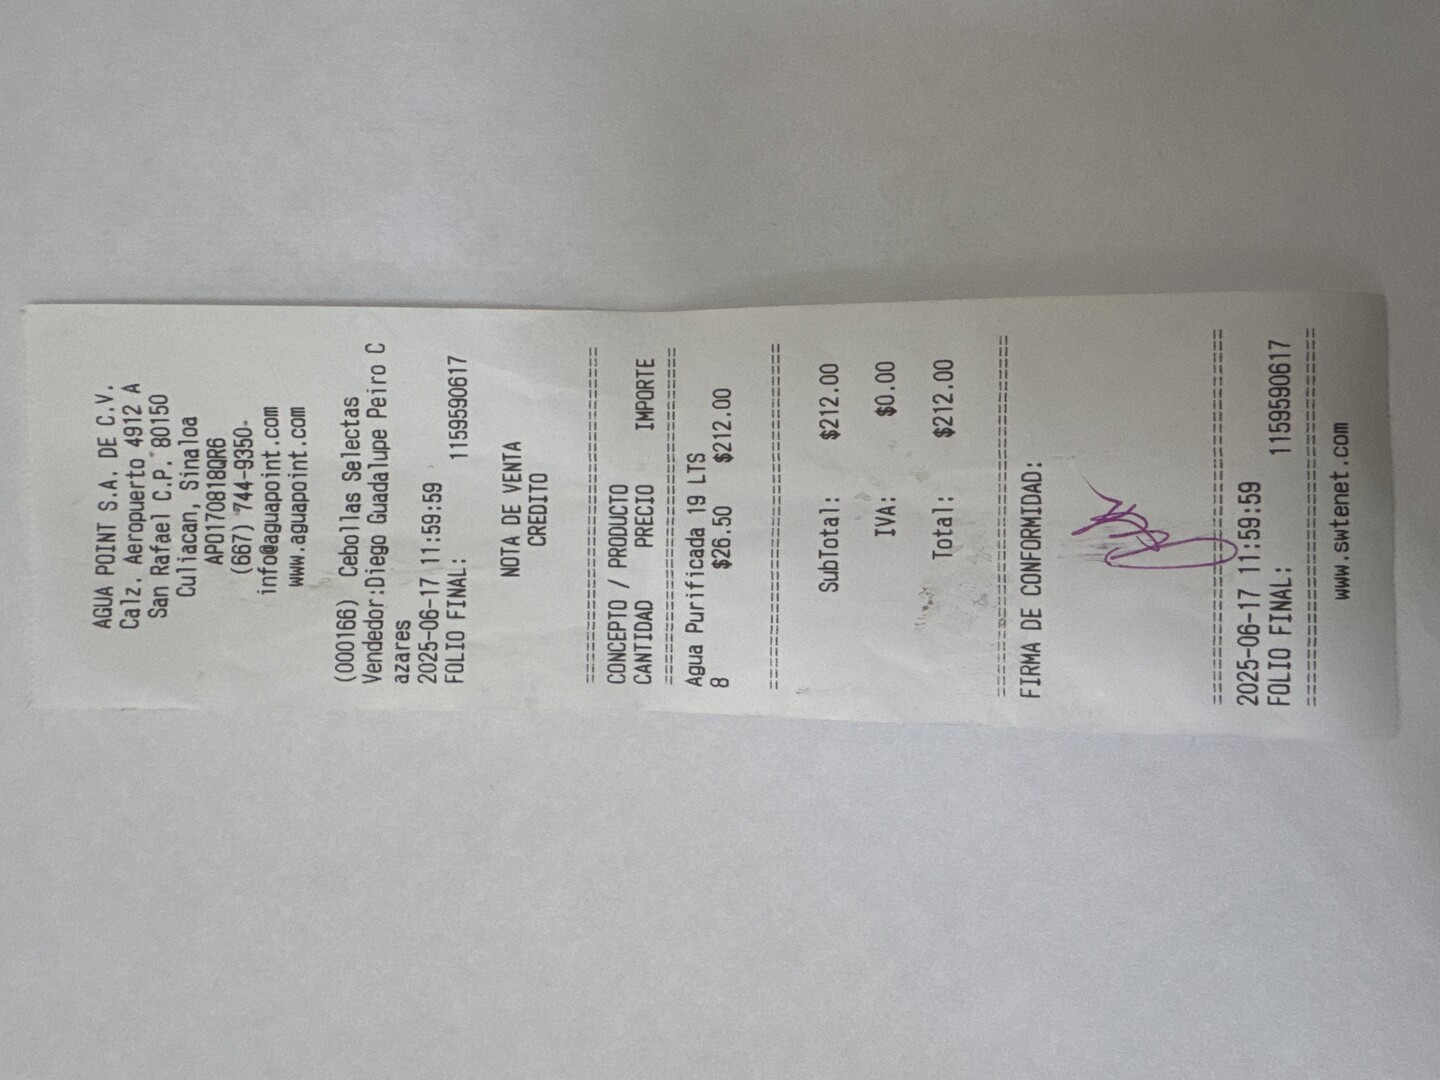 AGUA POINT S.A. DE C.V.
Calz. Aeropuerto 4912 A
San Rafael C.P. 80150
Culiacan, Sinaloa
APO170818QR6
(667) 744-9350-
info@aguapoint.com
www.aguapoint.com
(000166) Cebollas Selectas
Vendedor:Diego Guadalupe Peiro C
azares
2025-06-17 11:59:59
FOLIO FINAL: 1159590617
NOTA DE VENTA
CREDITO
================================
CONCEPTO / PRODUCTO
CANTIDAD PRECIO IMPORTE
================================
Agua Purificada 19 LTS
8 $26.50 $212.00
================================
SubTotal: $212.00
IVA: $0.00
Total: $212.00
================================
FIRMA DE CONFORMIDAD:
================================
2025-06-17 11:59:59
FOLIO FINAL: 1159590617
================================
www.swtenet.com